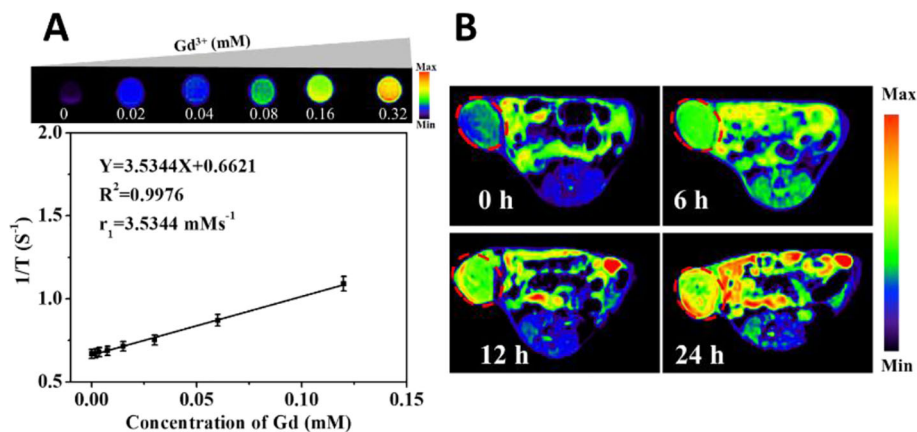 A
Gd³⁺ (mM)
Max
0 0.02 0.04 0.08 0.16 0.32
Min
2.0
Y=3.5344X+0.6621
R²=0.9976
r₁=3.5344 mMs⁻¹
1.5
1/T (S⁻¹)
1.0
0.5
0.00 0.05 0.10 0.15
Concentration of Gd (mM)
B
Max
0 h 6 h
12 h 24 h
Min